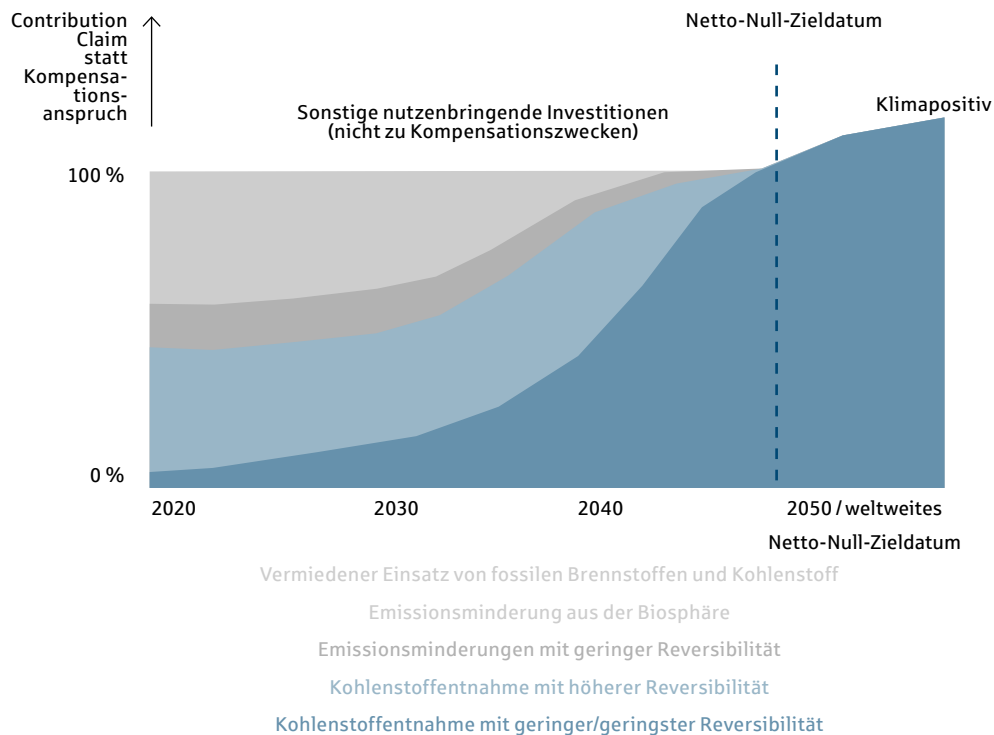 Contribution
Claim
statt
Kompensa-
tions-
anspruch
Netto-Null-Zieldatum
Sonstige nutzenbringende Investitionen
(nicht zu Kompensationszwecken)
Klimapositiv
100 %
0 %
2020
2030
2040
2050 / weltweites
Netto-Null-Zieldatum
Vermiedener Einsatz von fossilen Brennstoffen und Kohlenstoff
Emissionsminderung aus der Biosphäre
Emissionsminderungen mit geringer Reversibilität
Kohlenstoffentnahme mit höherer Reversibilität
Kohlenstoffentnahme mit geringer/geringster Reversibilität